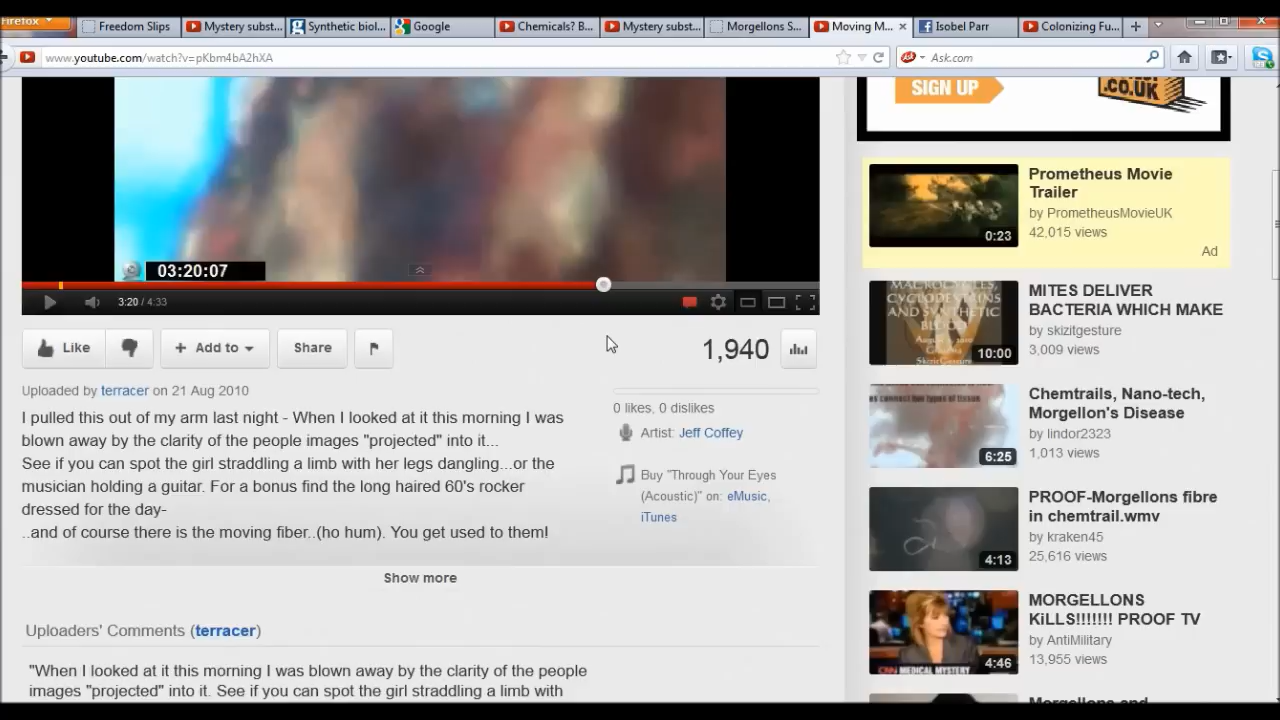 Firefox
Freedom Slips
Mystery subst...
Synthetic biol...
Google
Chemicals? B...
Mystery subst...
Morgellons S...
Moving M...
Isobel Parr
Colonizing Fu...
www.youtube.com/watch?v=pKbm4bA2hXA
Ask.com
SIGN UP
.CO.UK
03:20:07
3:20 / 4:33
Like
Add to
Share
1,940
Uploaded by terracer on 21 Aug 2010
I pulled this out of my arm last night - When I looked at it this morning I was
blown away by the clarity of the people images "projected" into it...
See if you can spot the girl straddling a limb with her legs dangling...or the
musician holding a guitar. For a bonus find the long haired 60's rocker
dressed for the day-
..and of course there is the moving fiber..(ho hum). You get used to them!
Show more
0 likes, 0 dislikes
Artist: Jeff Coffey
Buy "Through Your Eyes
(Acoustic)" on: eMusic,
iTunes
Uploaders' Comments (terracer)
"When I looked at it this morning I was blown away by the clarity of the people
images "projected" into it. See if you can spot the girl straddling a limb with
Prometheus Movie
Trailer
by PrometheusMovieUK
42,015 views
0:23
Ad
MACROCYCLES,
CYCLODEXTRINS
AND SYNTHETIC
BLOOD
10:00
MITES DELIVER
BACTERIA WHICH MAKE
by skizitgesture
3,009 views
6:25
Chemtrails, Nano-tech,
Morgellon's Disease
by lindor2323
1,013 views
4:13
PROOF-Morgellons fibre
in chemtrail.wmv
by kraken45
25,616 views
CNN MEDICAL MYSTERY
4:46
MORGELLONS
KiLLS!!!!!!! PROOF TV
by AntiMilitary
13,955 views
Morgellons and